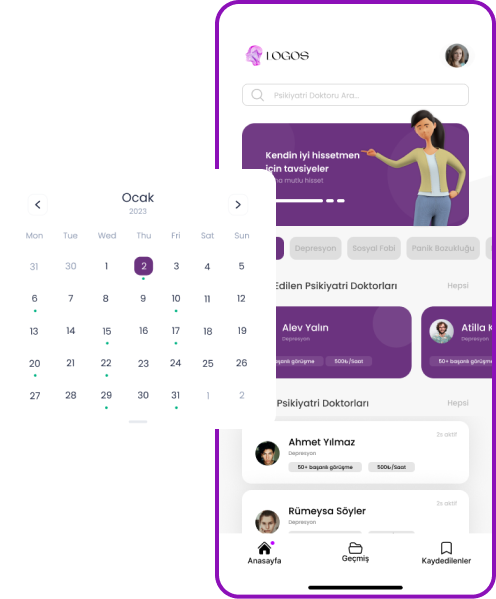 LOGOS
Psikiyatri Doktoru Ara...
Kendin iyi hissetmen
için tavsiyeler
na mutlu hisset
Depresyon
Sosyal Fobi
Panik Bozukluğu
Edilen Psikiyatri Doktorları
Hepsi
Alev Yalın
Depresyon
başarılı görüşme
500₺/Saat
Atilla K
Depresyon
50+ başarılı görüşme
Psikiyatri Doktorları
Hepsi
Ahmet Yılmaz
2s aktif
Depresyon
50+ başarılı görüşme
500₺/Saat
Rümeysa Söyler
2s aktif
Depresyon
Anasayfa
Geçmiş
Kaydedilenler
Ocak
2023
Mon Tue Wed Thu Fri Sat Sun
31 30 1 2 3 4 5
6 7 8 9 10 11 12
13 14 15 16 17 18 19
20 21 22 23 24 25 26
27 28 29 30 31 1 2